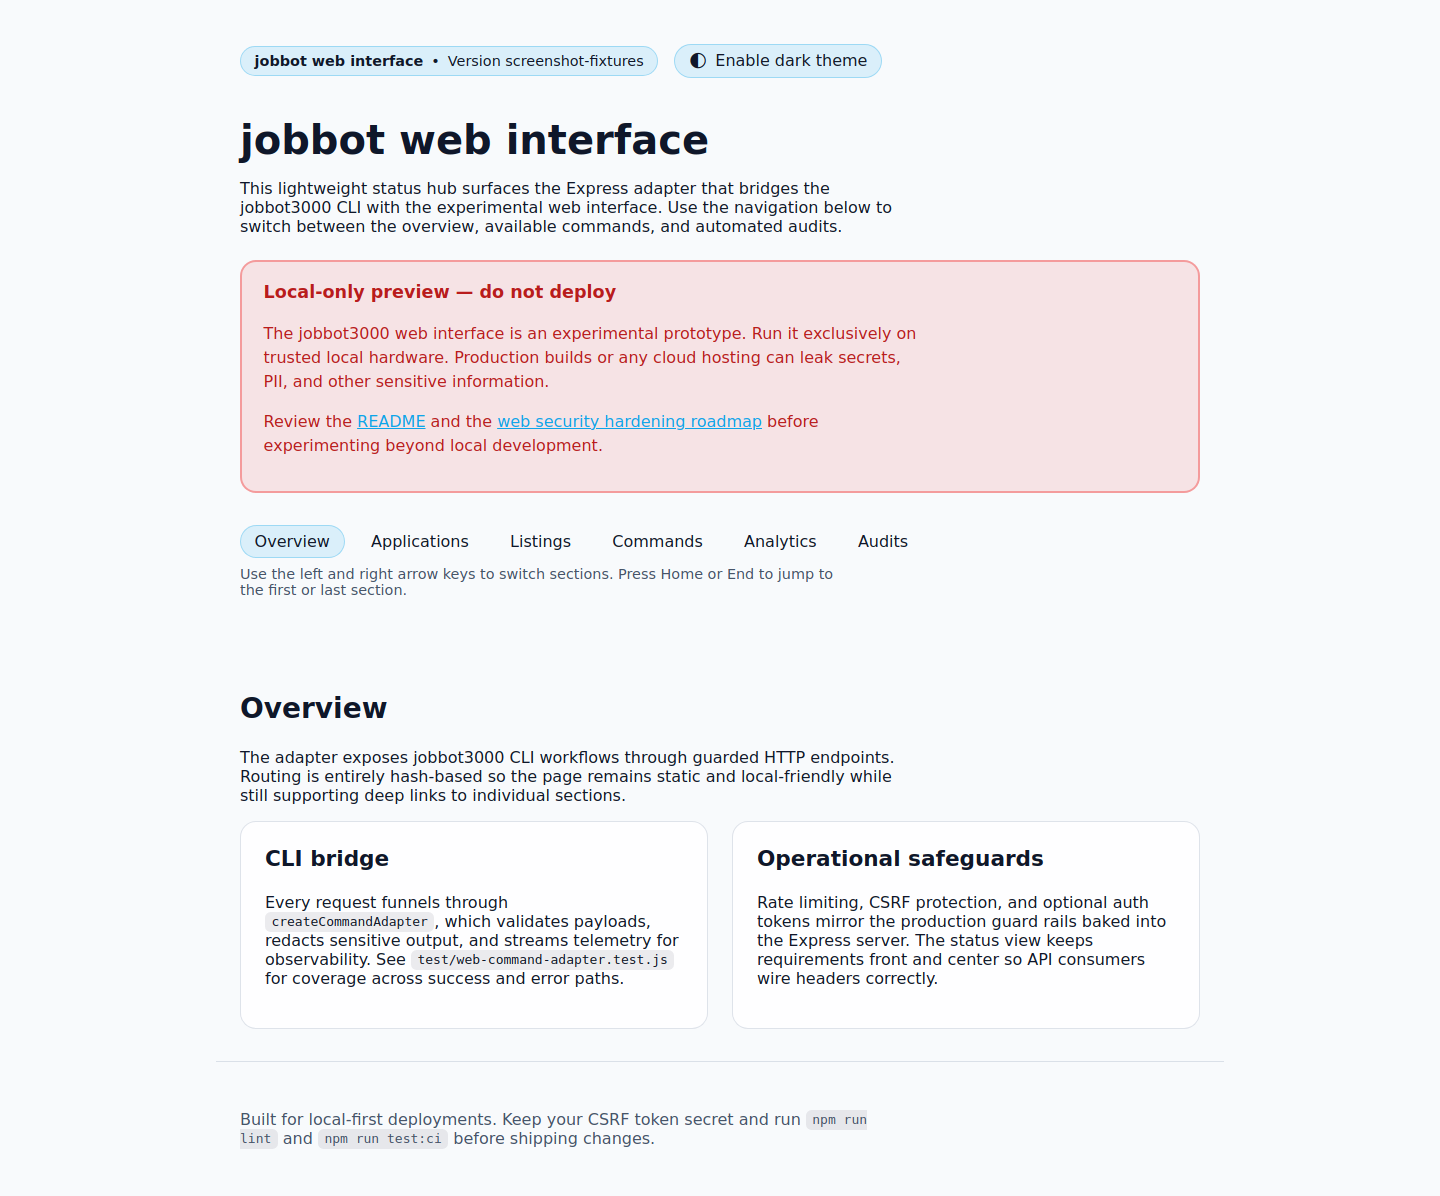 jobbot web interface • Version screenshot-fixtures
Enable dark theme
jobbot web interface
This lightweight status hub surfaces the Express adapter that bridges the
jobbot3000 CLI with the experimental web interface. Use the navigation below to
switch between the overview, available commands, and automated audits.
Local-only preview — do not deploy
The jobbot3000 web interface is an experimental prototype. Run it exclusively on
trusted local hardware. Production builds or any cloud hosting can leak secrets,
PII, and other sensitive information.
Review the README and the web security hardening roadmap before
experimenting beyond local development.
Overview Applications Listings Commands Analytics Audits
Use the left and right arrow keys to switch sections. Press Home or End to jump to
the first or last section.
Overview
The adapter exposes jobbot3000 CLI workflows through guarded HTTP endpoints.
Routing is entirely hash-based so the page remains static and local-friendly while
still supporting deep links to individual sections.
CLI bridge
Every request funnels through
createCommandAdapter, which validates payloads,
redacts sensitive output, and streams telemetry for
observability. See test/web-command-adapter.test.js
for coverage across success and error paths.
Operational safeguards
Rate limiting, CSRF protection, and optional auth
tokens mirror the production guard rails baked into
the Express server. The status view keeps
requirements front and center so API consumers
wire headers correctly.
Built for local-first deployments. Keep your CSRF token secret and run npm run
lint and npm run test:ci before shipping changes.